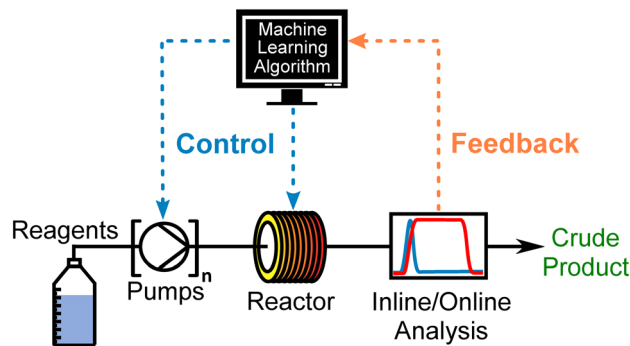 Machine
Learning
Algorithm
Control
Feedback
Reagents
n
Pumps
Reactor
Inline/Online
Analysis
Crude
Product